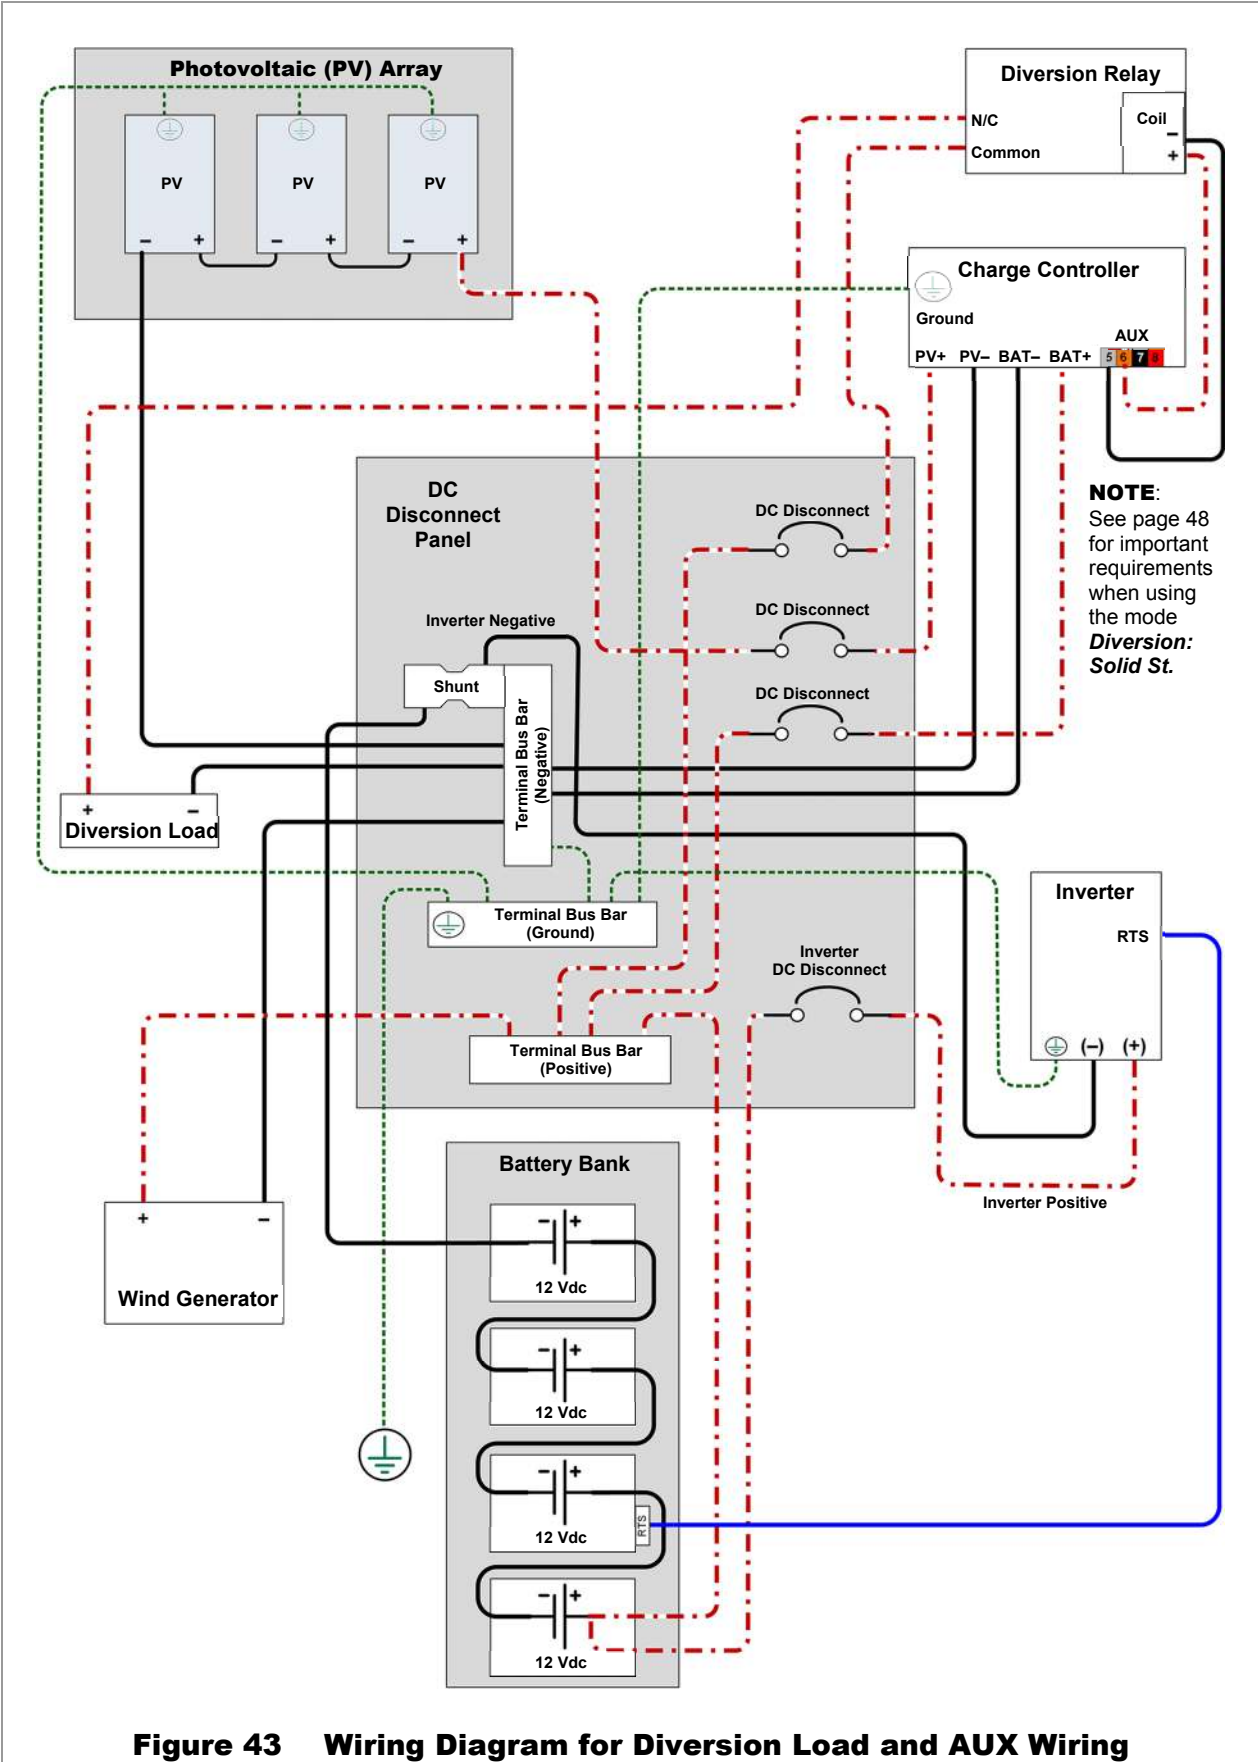 Photovoltaic (PV) Array
PV
PV
PV
– +
– +
– +
Diversion Relay
N/C
Common
Coil
–
+
Charge Controller
Ground
AUX
PV+ PV– BAT– BAT+ 5 6 7 8
NOTE:
See page 48
for important
requirements
when using
the mode
Diversion:
Solid St.
DC
Disconnect
Panel
DC Disconnect
DC Disconnect
DC Disconnect
Inverter Negative
Shunt
Terminal Bus Bar
(Negative)
+ –
Diversion Load
Terminal Bus Bar
(Ground)
Inverter
DC Disconnect
Terminal Bus Bar
(Positive)
Inverter
RTS
(–) (+)
Inverter Positive
+ –
Wind Generator
Battery Bank
– +
12 Vdc
– +
12 Vdc
– +
12 Vdc
RTS
– +
12 Vdc
Figure 43 Wiring Diagram for Diversion Load and AUX Wiring